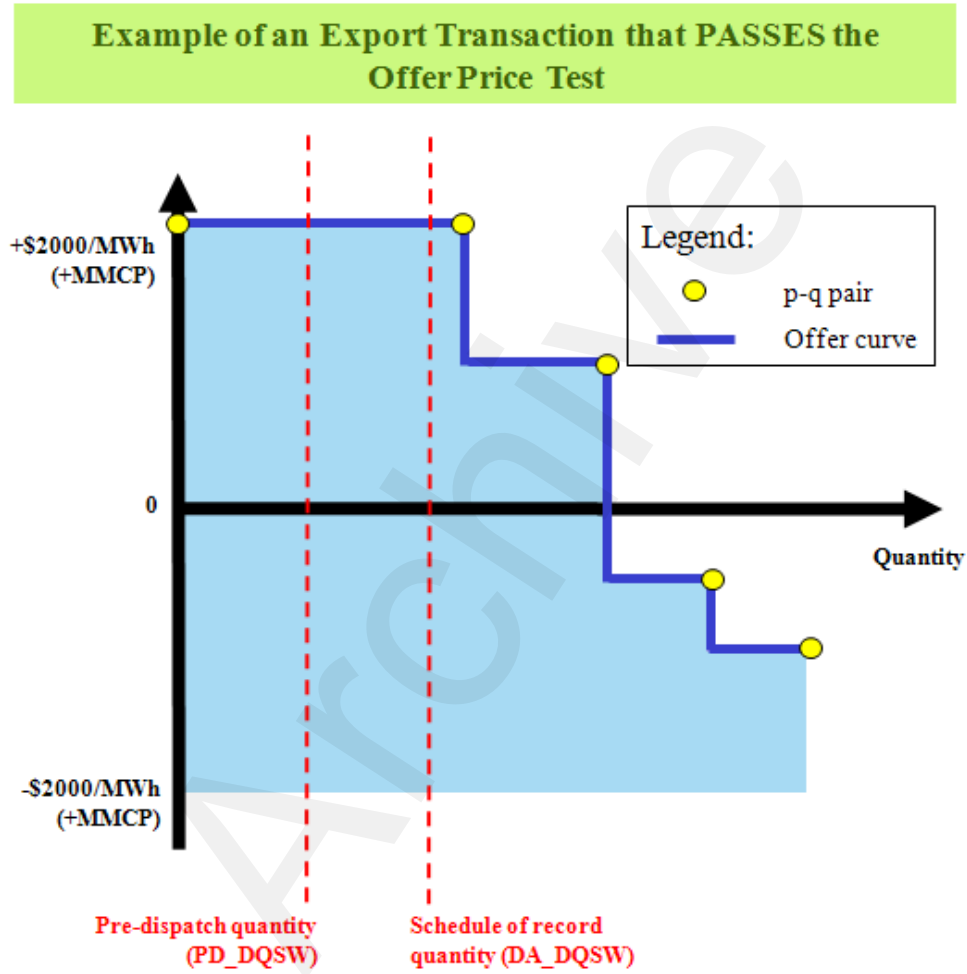 Example of an Export Transaction that PASSES the
Offer Price Test
+$2000/MWh
(+MMCP)
Legend:
p-q pair
Offer curve
0
Quantity
-$2000/MWh
(+MMCP)
Pre-dispatch quantity
(PD_DQSW)
Schedule of record
quantity (DA_DQSW)
Archive